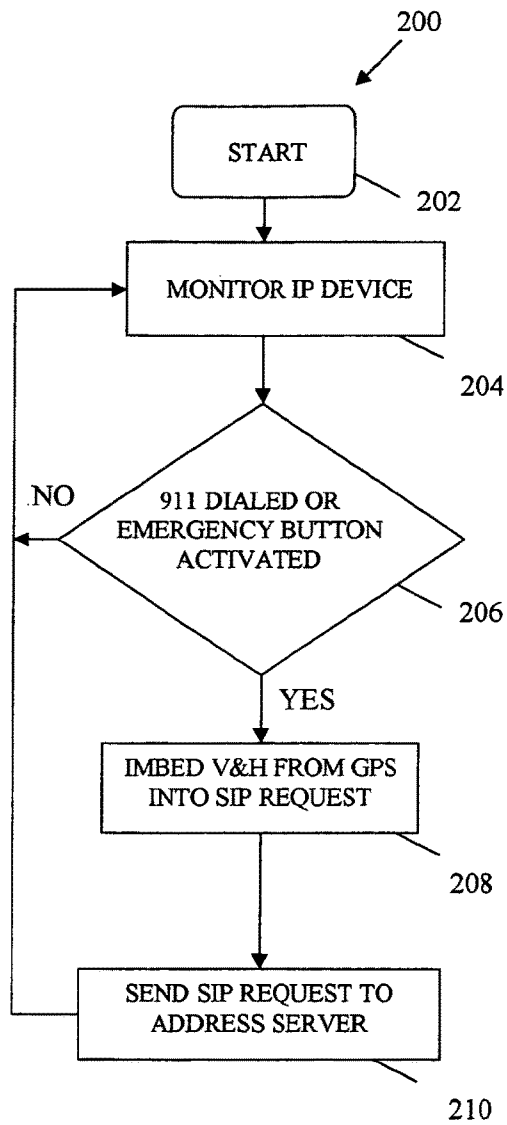 200
START
202
MONITOR IP DEVICE
204
NO
911 DIALED OR
EMERGENCY BUTTON
ACTIVATED
206
YES
IMBED V&H FROM GPS
INTO SIP REQUEST
208
SEND SIP REQUEST TO
ADDRESS SERVER
210